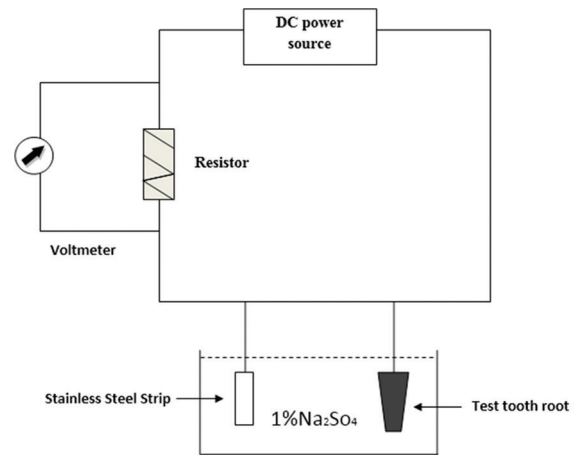 DC power
source
Resistor
Voltmeter
Stainless Steel Strip
1%Na₂So₄
Test tooth root